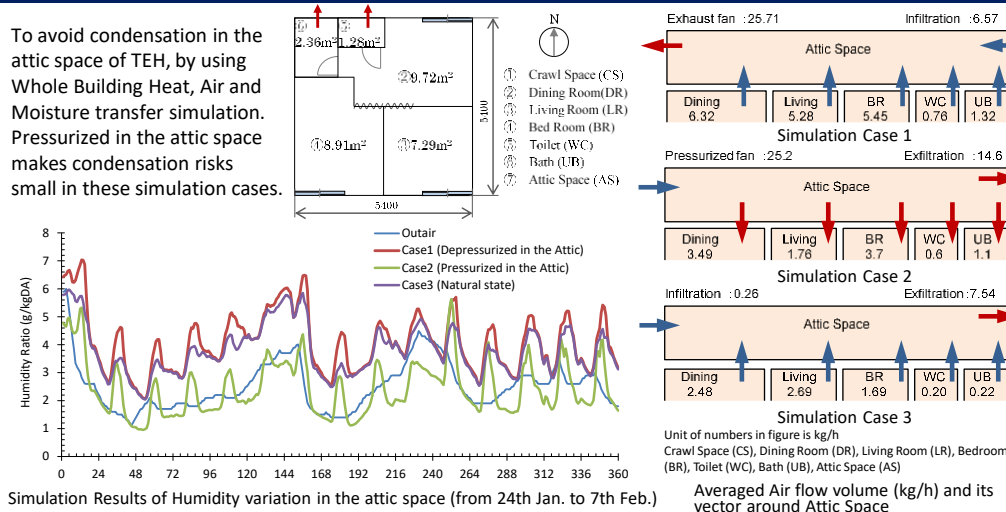 To avoid condensation in the
attic space of TEH, by using
Whole Building Heat, Air and
Moisture transfer simulation.
Pressurized in the attic space
makes condensation risks
small in these simulation cases.
2.36m²
1.28m²
②9.72m²
①8.91m²
③7.29m²
5400
5400
N
① Crawl Space (CS)
② Dining Room(DR)
③ Living Room (LR)
① Bed Room (BR)
⑤ Toilet (WC)
⑥ Bath (UB)
⑦ Attic Space (AS)
Humidity Ratio (g/kgDA)
8
7
6
5
4
3
2
1
0
0 24 48 72 96 120 144 168 192 216 240 264 288 312 336 360
Outair
Case1 (Depressurized in the Attic)
Case2 (Pressurized in the Attic)
Case3 (Natural state)
Simulation Results of Humidity variation in the attic space (from 24th Jan. to 7th Feb.)
Exhaust fan : 25.71 Infiltration :6.57
Attic Space
Dining Living BR WC UB
6.32 5.28 5.45 0.76 1.32
Simulation Case 1
Pressurized fan :25.2 Exfiltration :14.6
Attic Space
Dining Living BR WC UB
3.49 1.76 3.7 0.6 1.1
Simulation Case 2
Infiltration :0.26 Exfiltration:7.54
Attic Space
Dining Living BR WC UB
2.48 2.69 1.69 0.20 0.22
Simulation Case 3
Unit of numbers in figure is kg/h
Crawl Space (CS), Dining Room (DR), Living Room (LR), Bedroom
(BR), Toilet (WC), Bath (UB), Attic Space (AS)
Averaged Air flow volume (kg/h) and its
vector around Attic Space